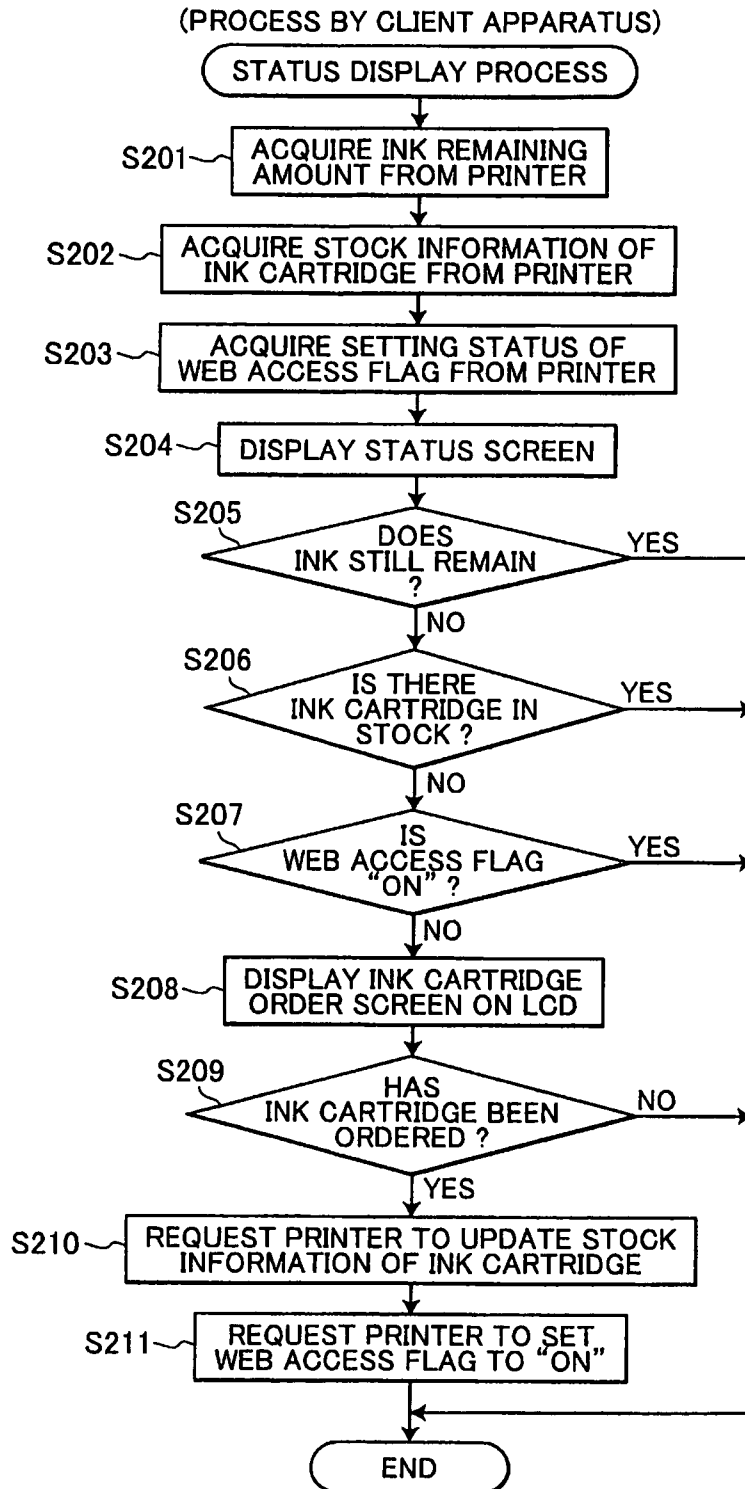 (PROCESS BY CLIENT APPARATUS)
STATUS DISPLAY PROCESS
S201
ACQUIRE INK REMAINING
AMOUNT FROM PRINTER
S202
ACQUIRE STOCK INFORMATION OF
INK CARTRIDGE FROM PRINTER
S203
ACQUIRE SETTING STATUS OF
WEB ACCESS FLAG FROM PRINTER
S204
DISPLAY STATUS SCREEN
S205
DOES
INK STILL REMAIN
?
YES
NO
S206
IS THERE
INK CARTRIDGE IN
STOCK ?
YES
NO
S207
IS
WEB ACCESS FLAG
“ON” ?
YES
NO
S208
DISPLAY INK CARTRIDGE
ORDER SCREEN ON LCD
S209
HAS
INK CARTRIDGE BEEN
ORDERED ?
NO
YES
S210
REQUEST PRINTER TO UPDATE STOCK
INFORMATION OF INK CARTRIDGE
S211
REQUEST PRINTER TO SET
WEB ACCESS FLAG TO “ON”
END